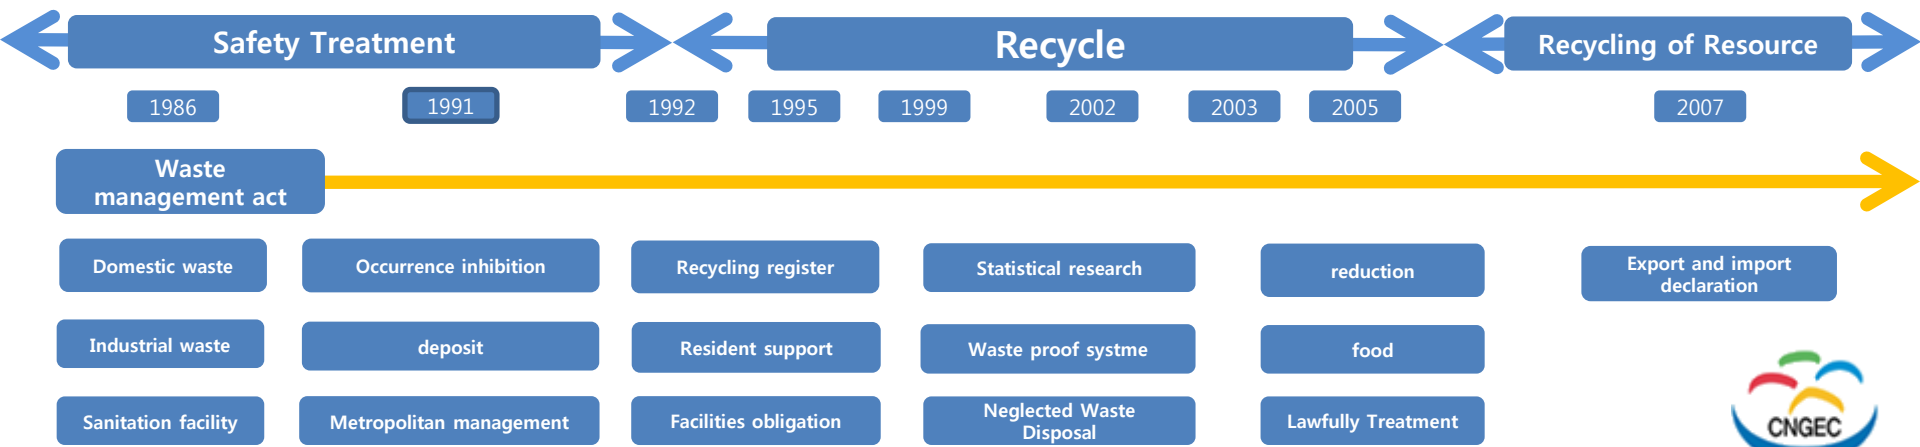 Safety Treatment
Recycle
Recycling of Resource
1986
1991
1992
1995
1999
2002
2003
2005
2007
Waste
management act
Domestic waste
Occurrence inhibition
Recycling register
Statistical research
reduction
Export and import
declaration
Industrial waste
deposit
Resident support
Waste proof systme
food
Sanitation facility
Metropolitan management
Facilities obligation
Neglected Waste
Disposal
Lawfully Treatment
CNGEC